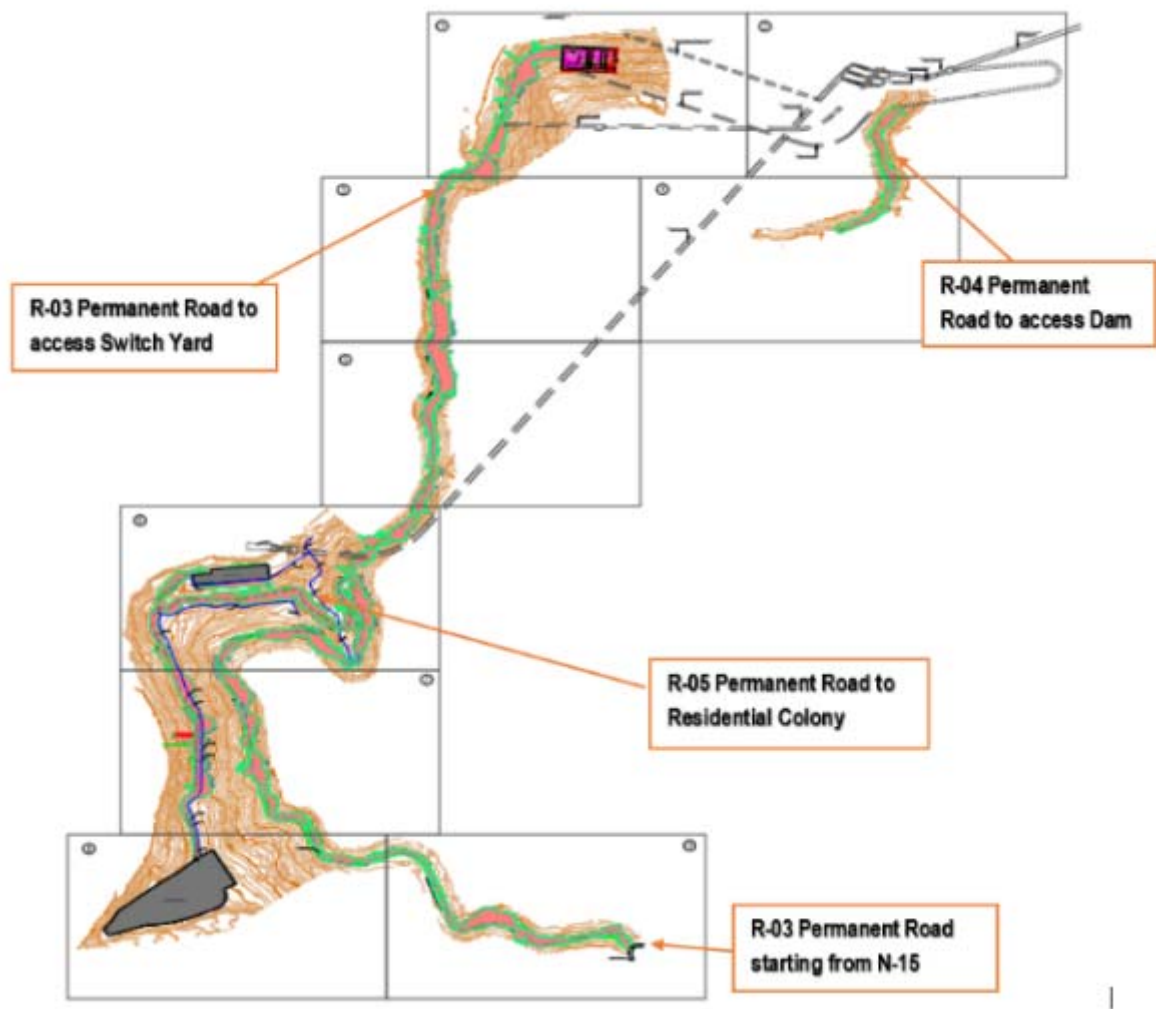 R-03 Permanent Road to
access Switch Yard
R-04 Permanent
Road to access Dam
R-05 Permanent Road to
Residential Colony
R-03 Permanent Road
starting from N-15